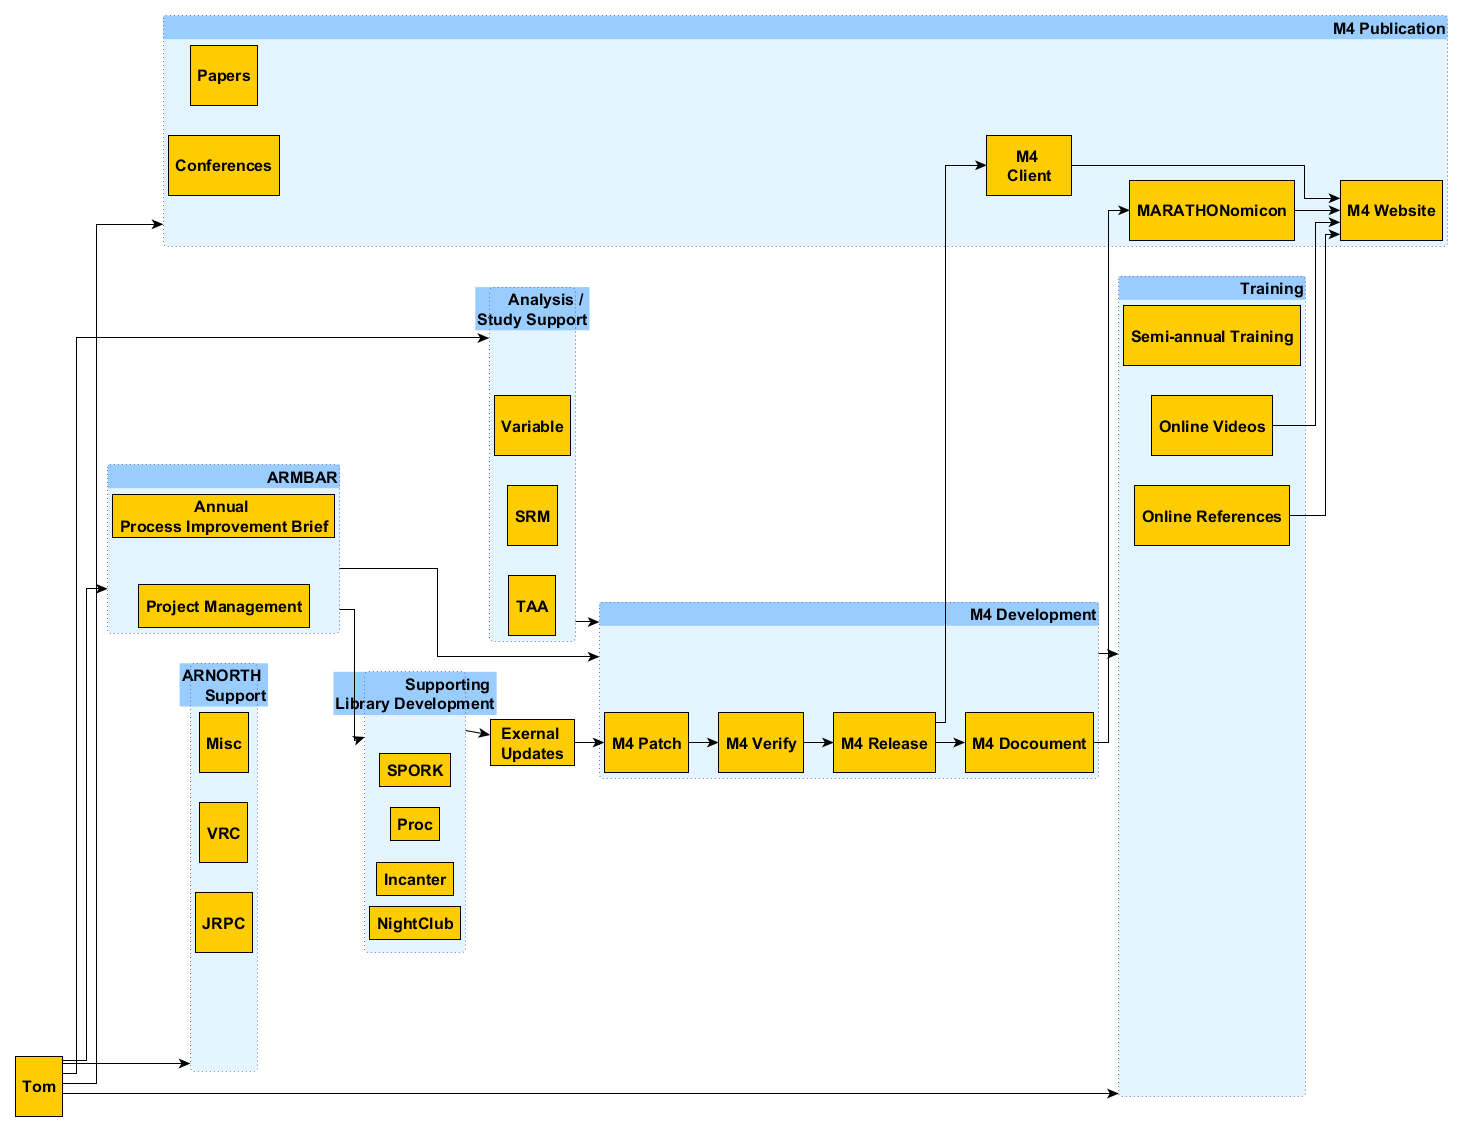 M4 Publication
Papers
Conferences
M4
Client
MARATHONomicon
M4 Website
Training
Semi-annual Training
Online Videos
Online References
Analysis /
Study Support
Variable
SRM
TAA
ARMBAR
Annual
Process Improvement Brief
Project Management
M4 Development
M4 Patch
M4 Verify
M4 Release
M4 Docoument
ARNORTH
Support
Misc
VRC
JRPC
Supporting
Library Development
SPORK
Proc
Incanter
NightClub
Exernal
Updates
Tom